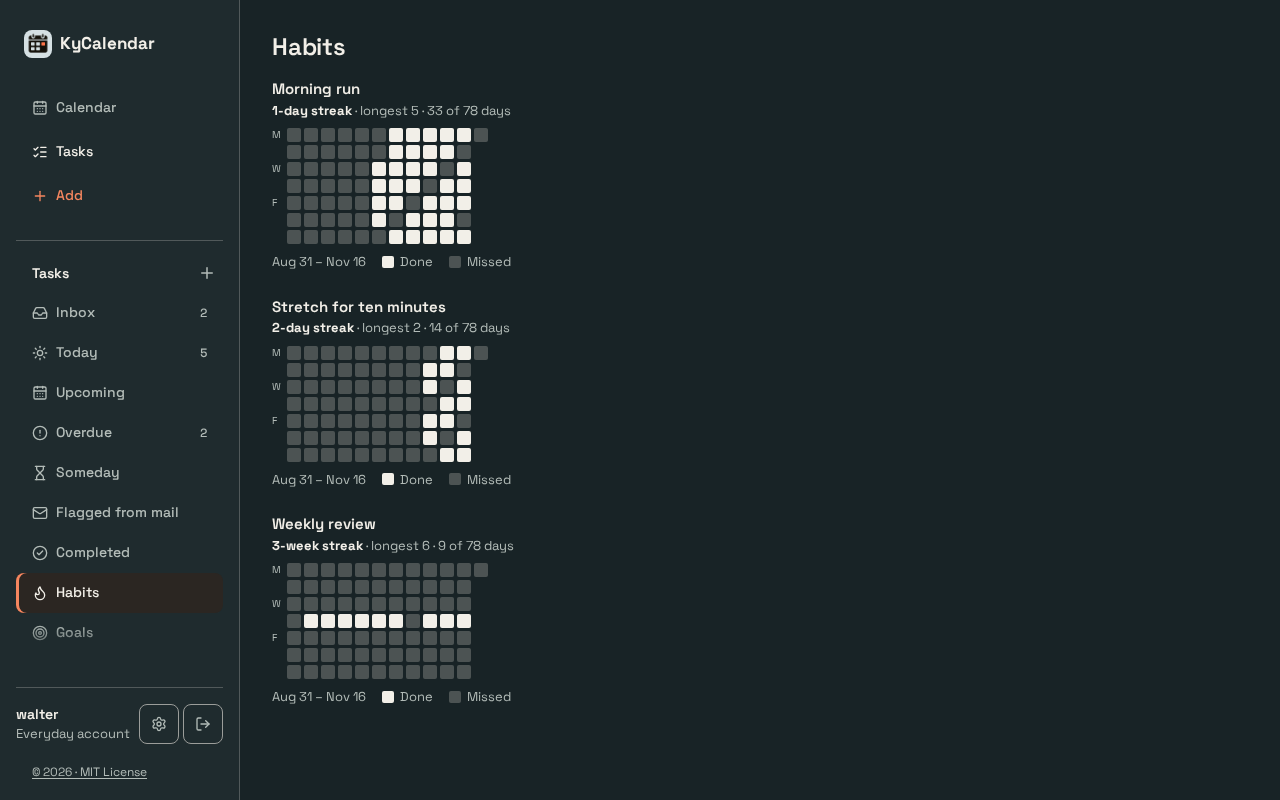 KyCalendar
Calendar
Tasks
Add
Tasks
Inbox 2
Today 5
Upcoming
Overdue 2
Someday
Flagged from mail
Completed
Habits
Goals
walter
Everyday account
© 2026 · MIT License
Habits
Morning run
1-day streak · longest 5 · 33 of 78 days
M
W
F
Aug 31 – Nov 16 Done Missed
Stretch for ten minutes
2-day streak · longest 2 · 14 of 78 days
M
W
F
Aug 31 – Nov 16 Done Missed
Weekly review
3-week streak · longest 6 · 9 of 78 days
M
W
F
Aug 31 – Nov 16 Done Missed